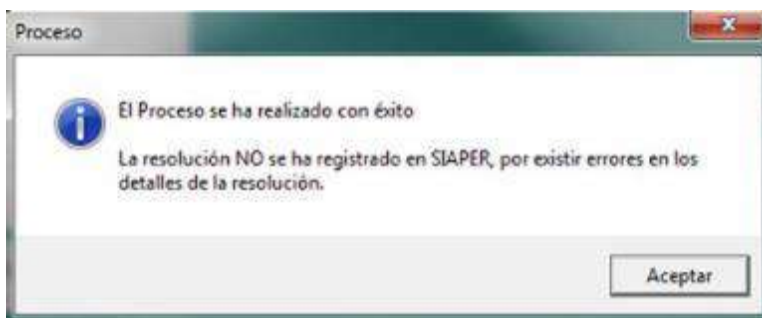 Proceso
El Proceso se ha realizado con éxito
La resolución NO se ha registrado en SIAPER, por existir errores en los
detalles de la resolución.
Aceptar